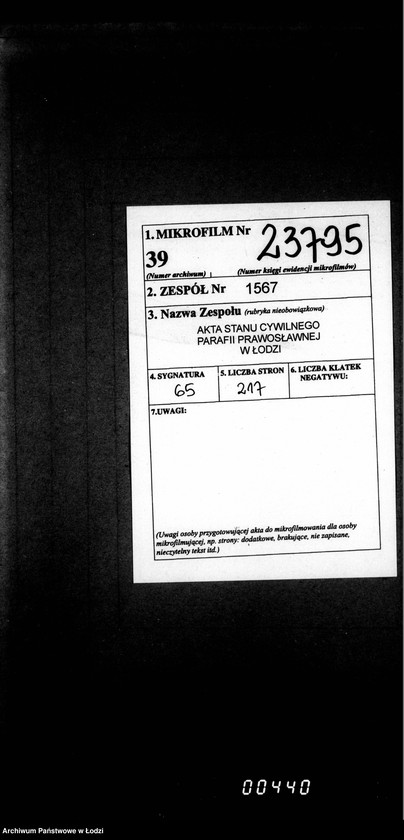 1. MIKROFILM Nr 23795
39
(Numer archiwum) (Numer księgi ewidencji mikrofilmów)
2. ZESPÓŁ Nr 1567
3. Nazwa Zespołu (rubryka nieobowiązkowa)
AKTA STANU CYWILNEGO
PARAFII PRAWOSŁAWNEJ
W ŁODZI
4. SYGNATURA 5. LICZBA STRON 6. LICZBA KLATEK
NEGATYWU:
65 217
7.UWAGI:
(Uwagi osoby przygotowującej akta do mikrofilmowania dla osoby
mikrofilmującej, np. strony: dodatkowe, brakujące, nie zapisane,
nieczytelny tekst itd.)
00440
Archiwum Państwowe w Łodzi